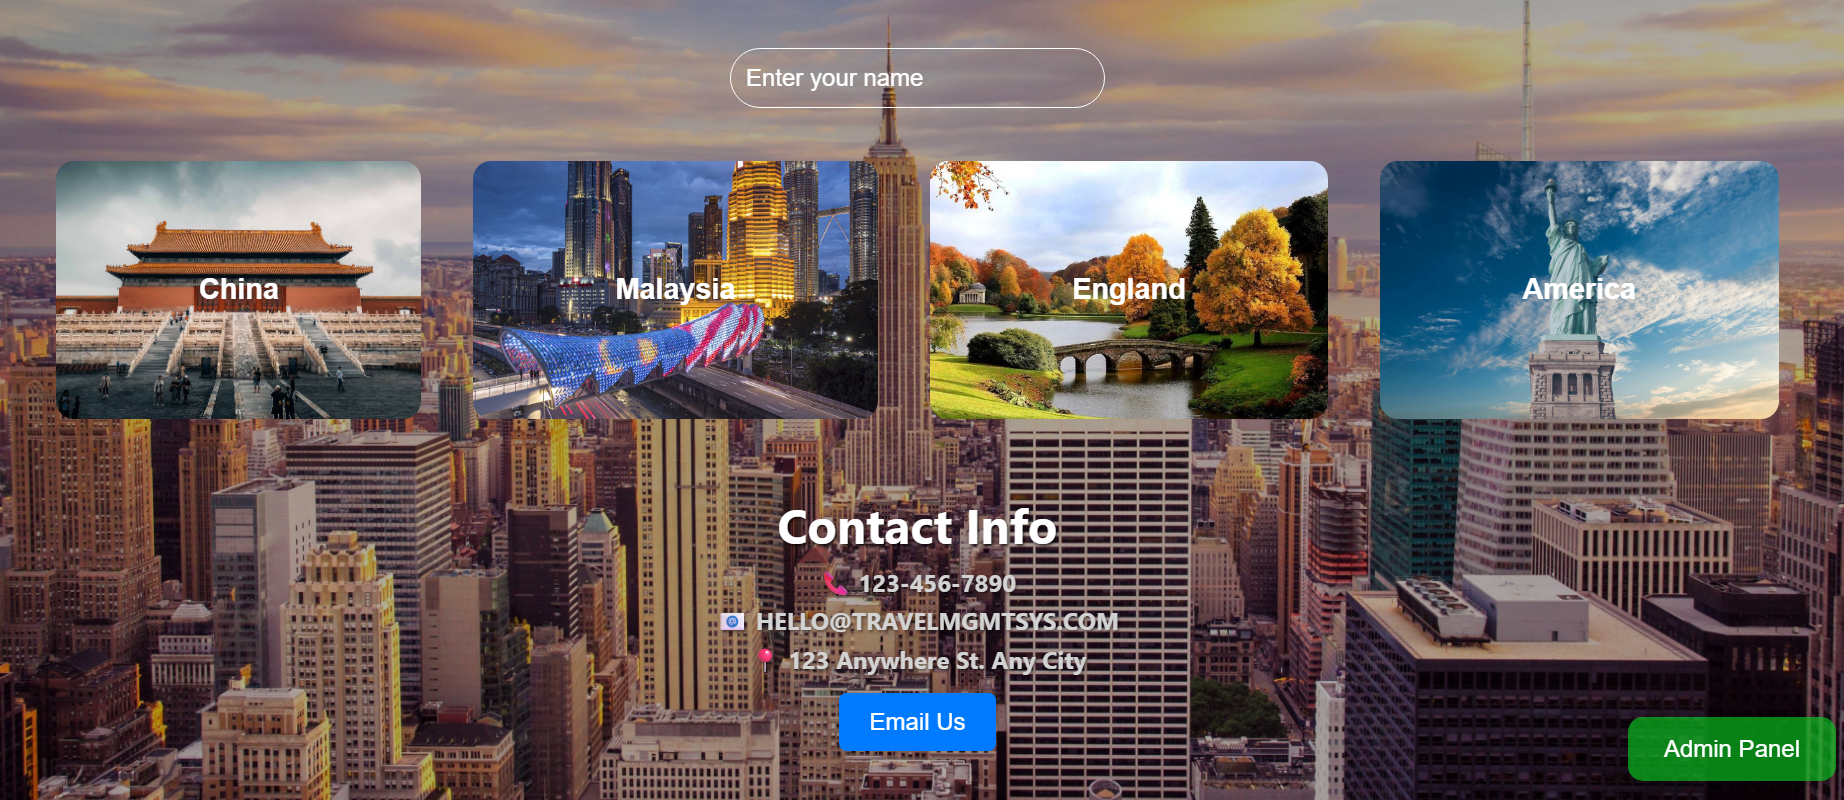 Enter your name
China
Malaysia
England
America
Contact Info
123-456-7890
HELLO@TRAVELMGMTSYS.COM
123 Anywhere St. Any City
Email Us
Admin Panel